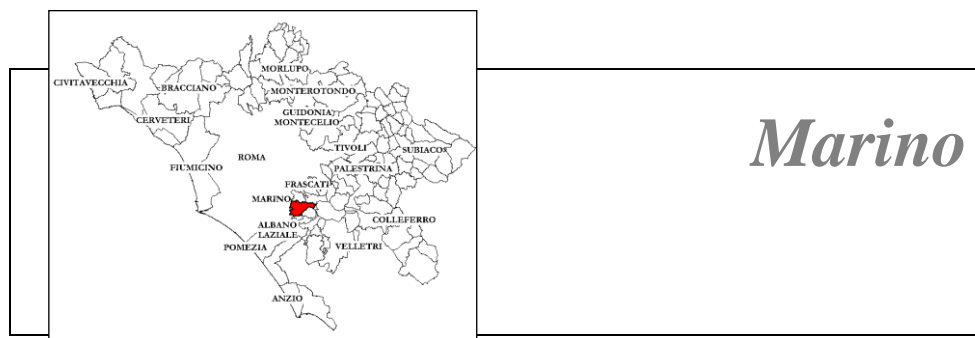 MORLUPO
CIVITAVECCHIA
BRACCIANO
MONTEROTONDO
GUIDONIA
MONTECELIO
CERVETERI
TIVOLI
SUBIACO
ROMA
FIUMICINO
PALESTRINA
FRASCATI
MARINO
COLLEFERRO
ALBANO
LAZIALE
POMEZIA
VELLETRI
ANZIO
Marino